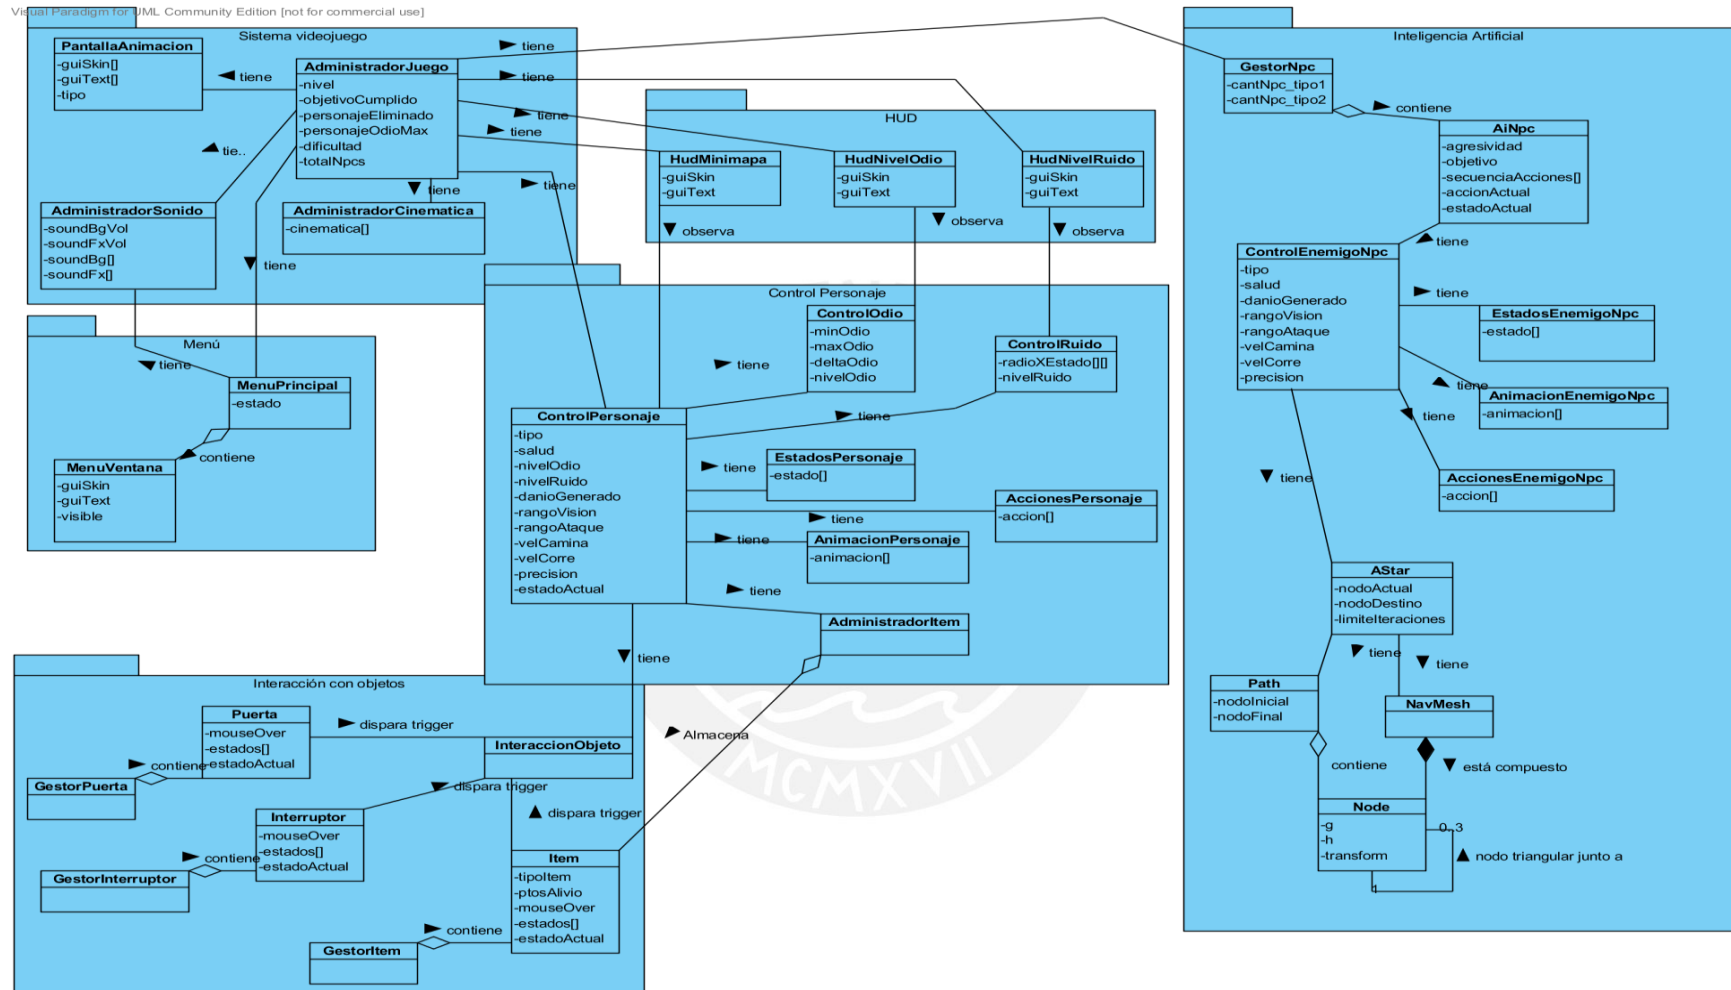 Visual Paradigm for UML Community Edition [not for commercial use]
Sistema videojuego
PantallaAnimacion
-guiSkin[]
-guiText[]
-tipo
tiene
AdministradorJuego
-nivel
-objetivoCumplido
-personajeEliminado
-personajeOdioMax
-dificultad
-totalNpcs
tiene
tiene
tiene
tiene
tiene
tie..
tiene
tiene
AdministradorSonido
-soundBgVol
-soundFxVol
-soundBg[]
-soundFx[]
AdministradorCinematica
-cinematica[]
Menú
tiene
MenuPrincipal
-estado
contiene
MenuVentana
-guiSkin
-guiText
-visible
HUD
HudMinimapa
-guiSkin
-guiText
HudNivelOdio
-guiSkin
-guiText
HudNivelRuido
-guiSkin
-guiText
observa
observa
observa
Control Personaje
ControlOdio
-minOdio
-maxOdio
-deltaOdio
-nivelOdio
ControlRuido
-radioXEstado[][]
-nivelRuido
tiene
tiene
ControlPersonaje
-tipo
-salud
-nivelOdio
-nivelRuido
-danioGenerado
-rangoVision
-rangoAtaque
-velCamina
-velCorre
-precision
-estadoActual
tiene
EstadosPersonaje
-estado[]
tiene
AccionesPersonaje
-accion[]
tiene
AnimacionPersonaje
-animacion[]
tiene
AdministradorItem
tiene
Almacena
Interacción con objetos
Puerta
-mouseOver
-estados[]
-estadoActual
dispara trigger
contiene
GestorPuerta
InteraccionObjeto
dispara trigger
Interruptor
-mouseOver
-estados[]
-estadoActual
contiene
GestorInterruptor
dispara trigger
Item
-tipoItem
-ptosAlivio
-mouseOver
-estados[]
-estadoActual
contiene
GestorItem
Inteligencia Artificial
GestorNpc
-cantNpc_tipo1
-cantNpc_tipo2
contiene
AiNpc
-agresividad
-objetivo
-secuenciaAcciones[]
-accionActual
-estadoActual
tiene
ControlEnemigoNpc
-tipo
-salud
-danioGenerado
-rangoVision
-rangoAtaque
-velCamina
-velCorre
-precision
tiene
EstadosEnemigoNpc
-estado[]
tiene
AnimacionEnemigoNpc
-animacion[]
tiene
AccionesEnemigoNpc
-accion[]
tiene
AStar
-nodoActual
-nodoDestino
-limiteIteraciones
tiene
tiene
Path
-nodoInicial
-nodoFinal
NavMesh
contiene
está compuesto
Node
-g
-h
-transform
0..3
nodo triangular junto a
1
MCMXVII